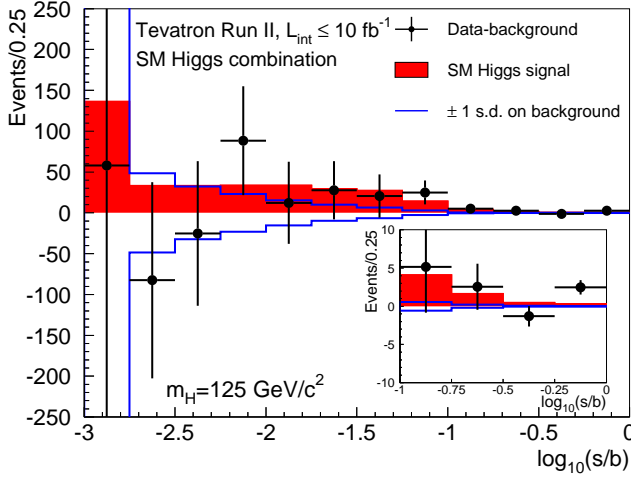 Tevatron Run II, L_int ≤ 10 fb⁻¹
SM Higgs combination
Data-background
SM Higgs signal
± 1 s.d. on background
Events/0.25
250
200
150
100
50
0
-50
-100
-150
-200
-250
m_H=125 GeV/c²
-3
-2.5
-2
-1.5
-1
-0.5
0
log₁₀(s/b)
Events/0.25
10
5
0
-5
-10
-1
-0.75
-0.5
-0.25
0
log₁₀(s/b)